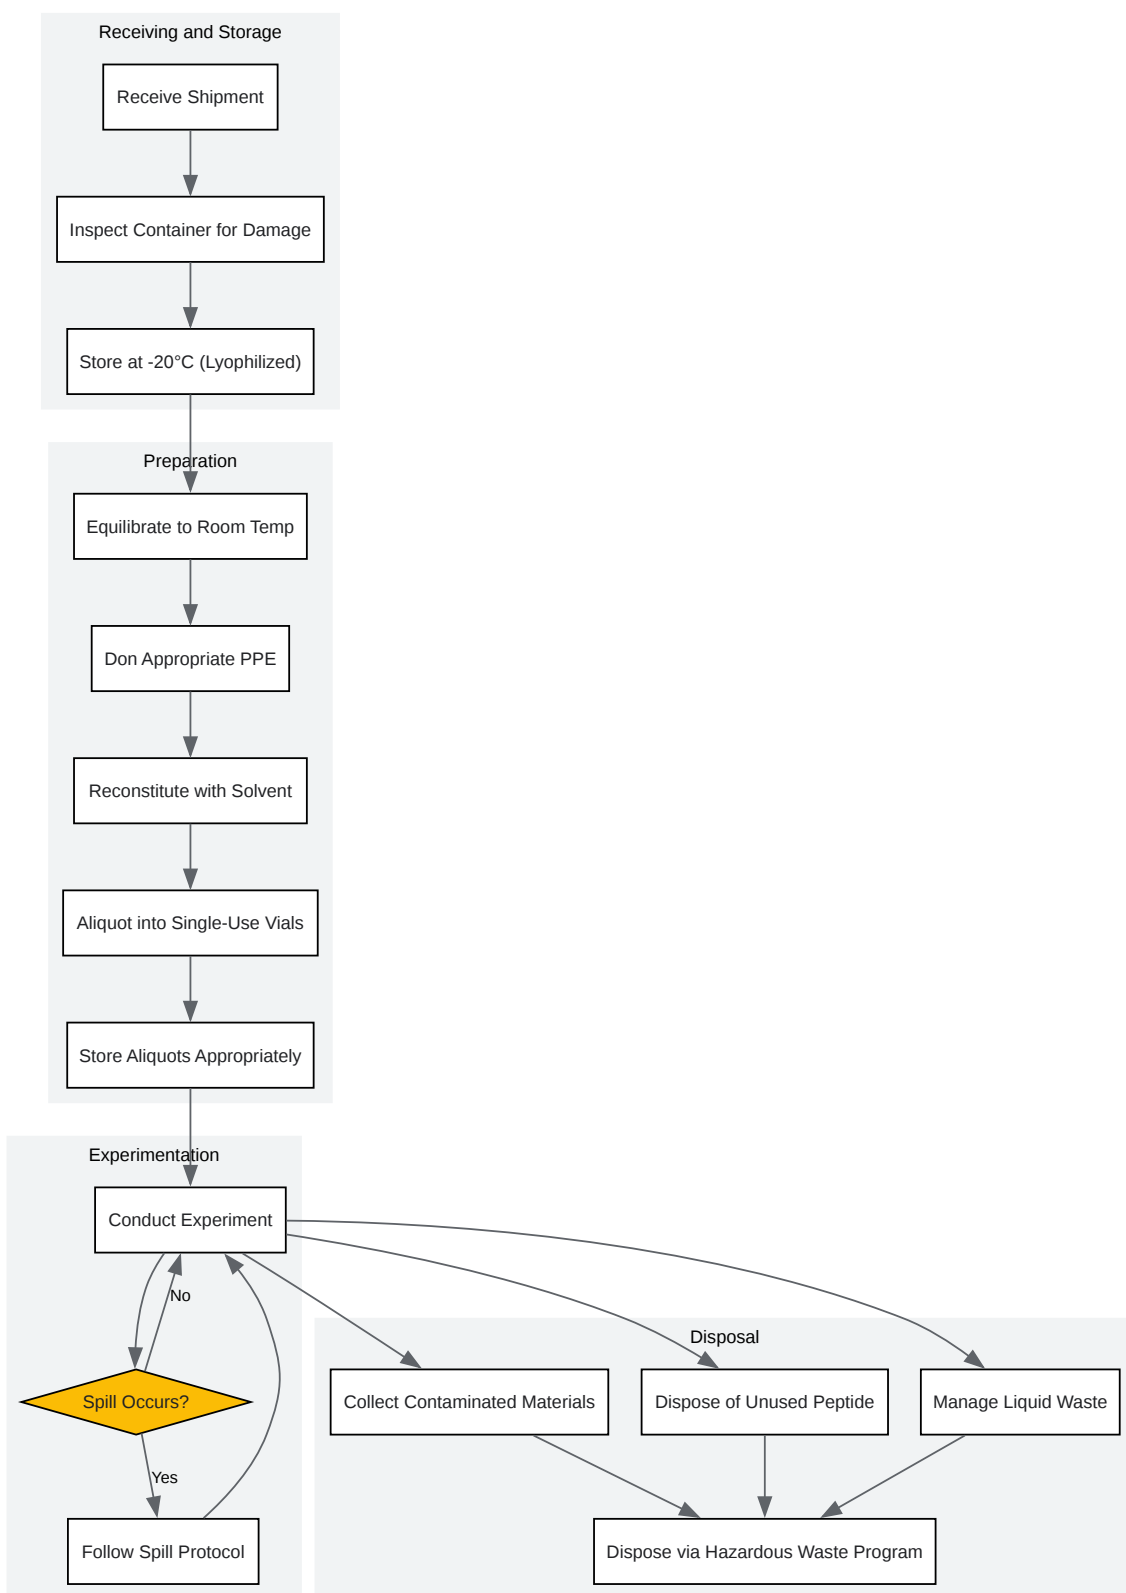 Receiving and Storage
Receive Shipment
Inspect Container for Damage
Store at -20°C (Lyophilized)
Preparation
Equilibrate to Room Temp
Don Appropriate PPE
Reconstitute with Solvent
Aliquot into Single-Use Vials
Store Aliquots Appropriately
Experimentation
Conduct Experiment
No
Spill Occurs?
Yes
Follow Spill Protocol
Disposal
Collect Contaminated Materials
Dispose of Unused Peptide
Manage Liquid Waste
Dispose via Hazardous Waste Program